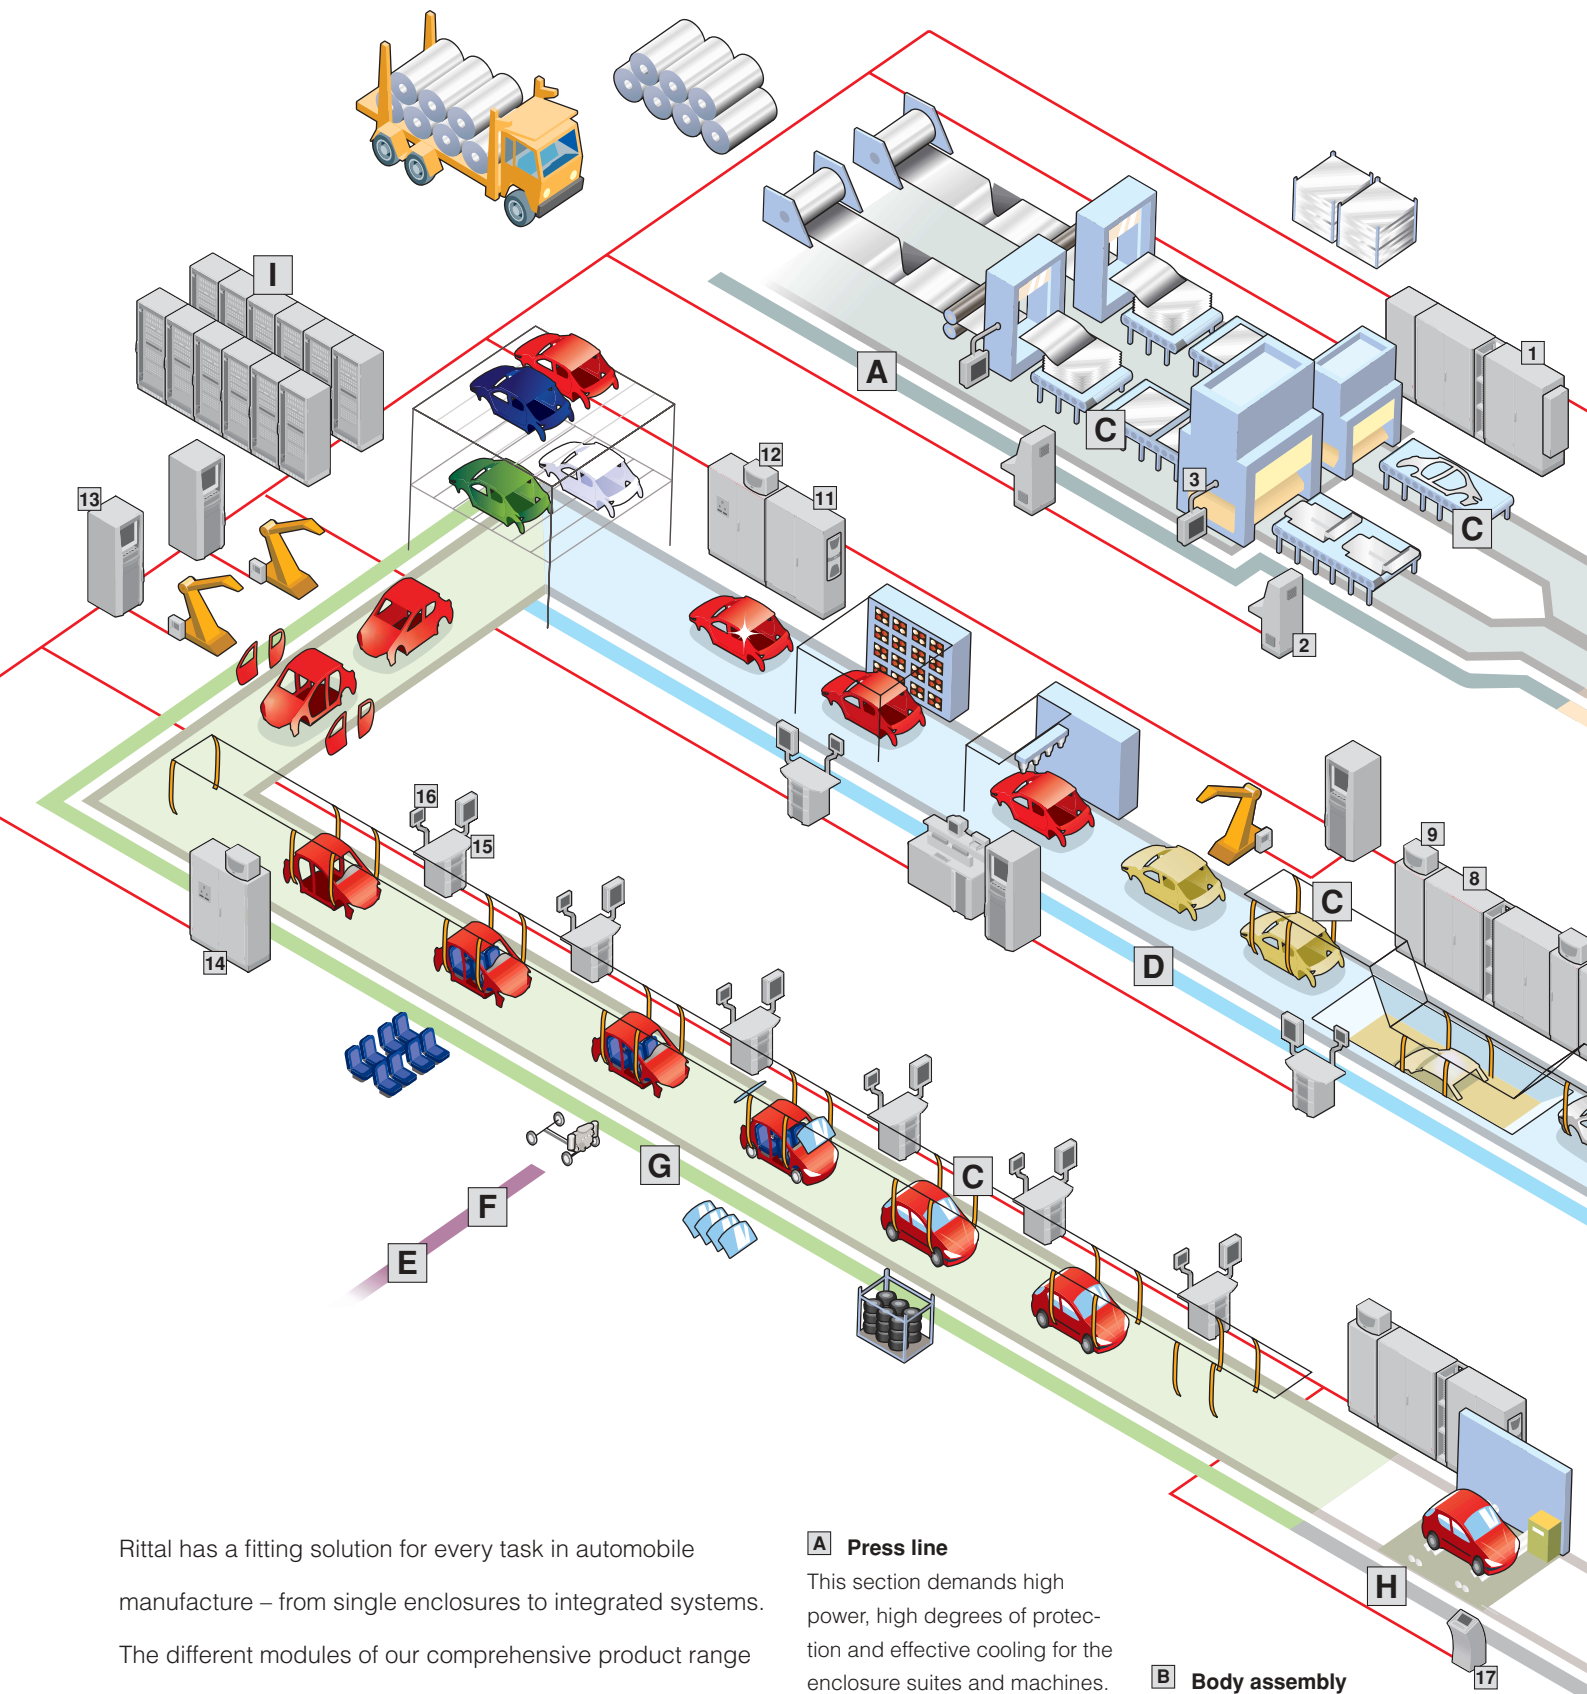 I
A
1
C
12
11
3
C
13
2
16
15
9
8
C
14
D
G
C
F
E
H
17
Rittal has a fitting solution for every task in automobile
manufacture – from single enclosures to integrated systems.
The different modules of our comprehensive product range
A Press line
This section demands high
power, high degrees of protec-
tion and effective cooling for the
enclosure suites and machines.
B Body assembly